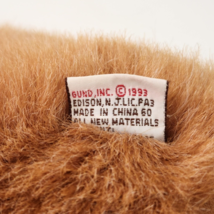 GUND, INC. © 1993
EDISON, N.J. LIC. PA3
MADE IN CHINA 60
ALL NEW MATERIALS